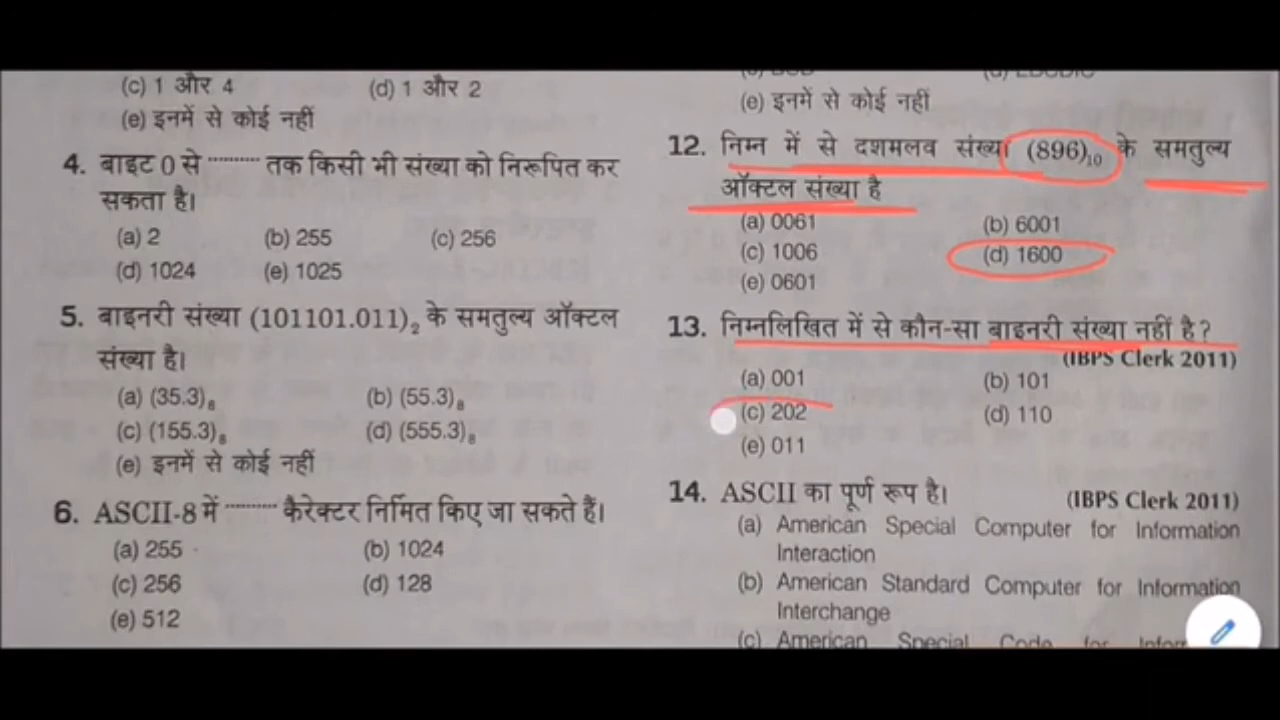 (c) 1 और 4 (d) 1 और 2
(e) इनमें से कोई नहीं
4. बाइट 0 से ......... तक किसी भी संख्या को निरूपित कर
सकता है।
(a) 2 (b) 255 (c) 256
(d) 1024 (e) 1025
5. बाइनरी संख्या (101101.011)₂ के समतुल्य ऑक्टल
संख्या है।
(a) (35.3)₈ (b) (55.3)₈
(c) (155.3)₈ (d) (555.3)₈
(e) इनमें से कोई नहीं
6. ASCII-8 में ......... कैरेक्टर निर्मित किए जा सकते हैं।
(a) 255 (b) 1024
(c) 256 (d) 128
(e) 512
(e) इनमें से कोई नहीं
12. निम्न में से दशमलव संख्या (896)₁₀ के समतुल्य
ऑक्टल संख्या है
(a) 0061 (b) 6001
(c) 1006 (d) 1600
(e) 0601
13. निम्नलिखित में से कौन-सा बाइनरी संख्या नहीं है?
(IBPS Clerk 2011)
(a) 001 (b) 101
(c) 202 (d) 110
(e) 011
14. ASCII का पूर्ण रूप है। (IBPS Clerk 2011)
(a) American Special Computer for Information
Interaction
(b) American Standard Computer for Information
Interchange
(c) American Special Code for